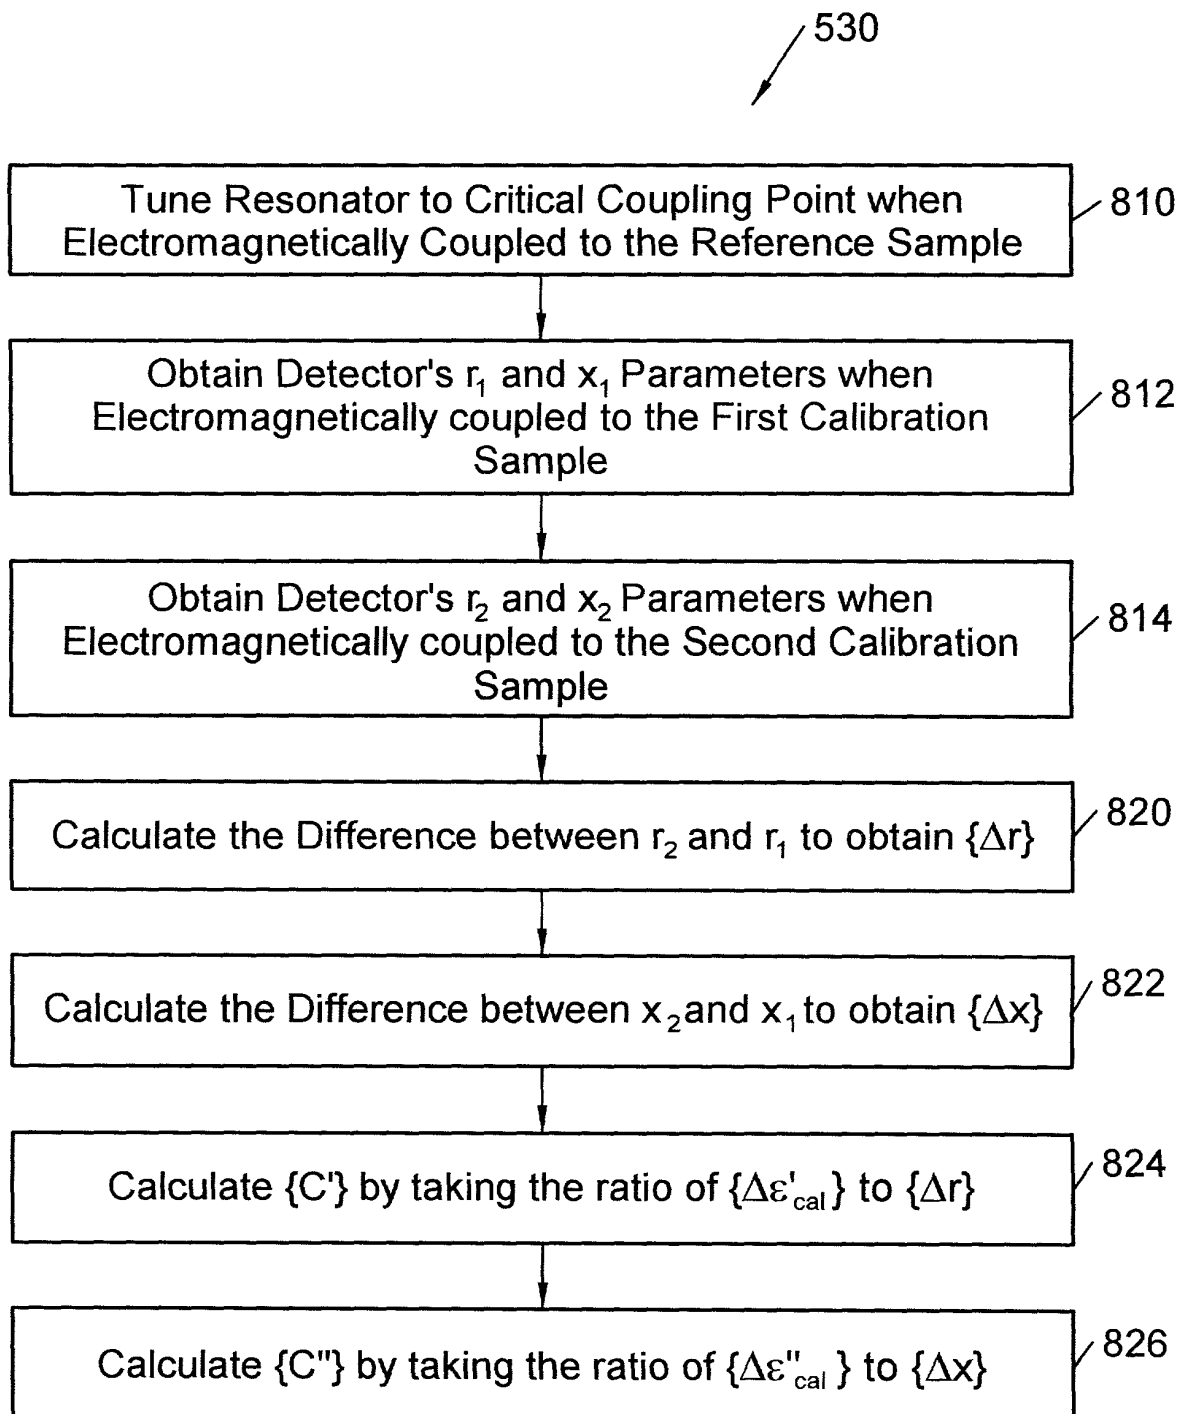 530
Tune Resonator to Critical Coupling Point when
Electromagnetically Coupled to the Reference Sample
810
Obtain Detector's r₁ and x₁ Parameters when
Electromagnetically coupled to the First Calibration
Sample
812
Obtain Detector's r₂ and x₂ Parameters when
Electromagnetically coupled to the Second Calibration
Sample
814
Calculate the Difference between r₂ and r₁ to obtain {Δr}
820
Calculate the Difference between x₂ and x₁ to obtain {Δx}
822
Calculate {C'} by taking the ratio of {Δε'cal} to {Δr}
824
Calculate {C"} by taking the ratio of {Δε"cal} to {Δx}
826